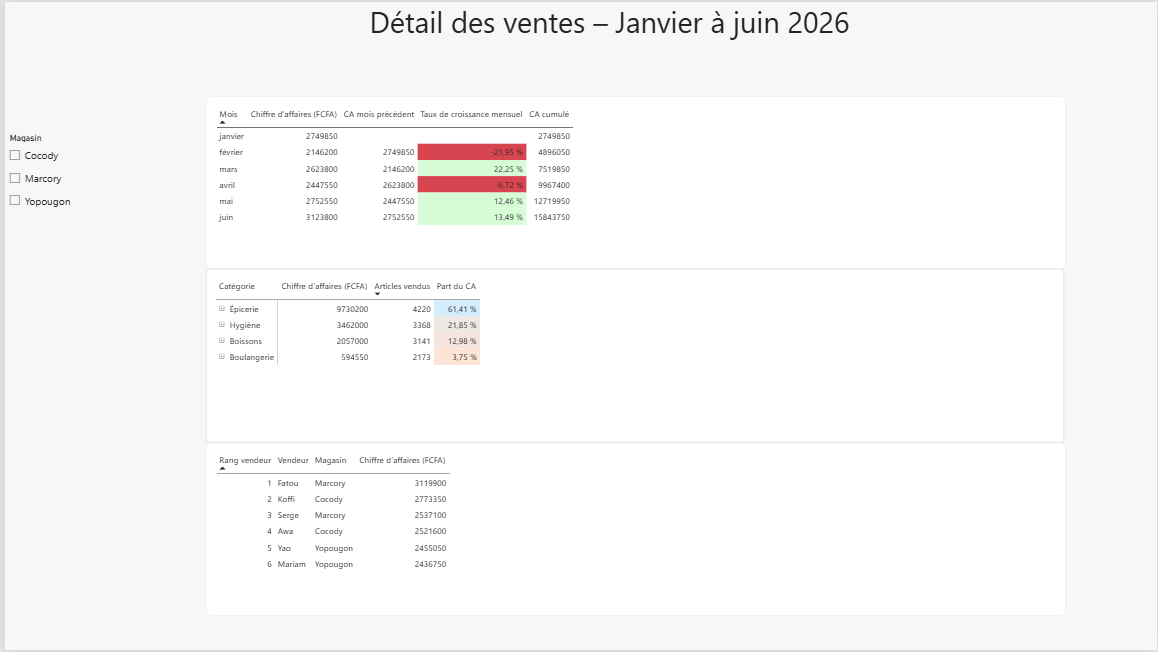 Détail des ventes – Janvier à juin 2026
Magasin
Cocody
Marcory
Yopougon
Mois Chiffre d'affaires (FCFA) CA mois précédent Taux de croissance mensuel CA cumulé
janvier 2749850 2749850
février 2146200 2749850 -21,95 % 4896050
mars 2623800 2146200 22,25 % 7519850
avril 2447550 2623800 -6,72 % 9967400
mai 2752550 2447550 12,46 % 12719950
juin 3123800 2752550 13,49 % 15843750
Catégorie Chiffre d'affaires (FCFA) Articles vendus Part du CA
Épicerie 9730200 4220 61,41 %
Hygiène 3462000 3368 21,85 %
Boissons 2057000 3141 12,98 %
Boulangerie 594550 2173 3,75 %
Rang vendeur Vendeur Magasin Chiffre d'affaires (FCFA)
1 Fatou Marcory 3119900
2 Koffi Cocody 2773350
3 Serge Marcory 2537100
4 Awa Cocody 2521600
5 Yao Yopougon 2455050
6 Mariam Yopougon 2436750